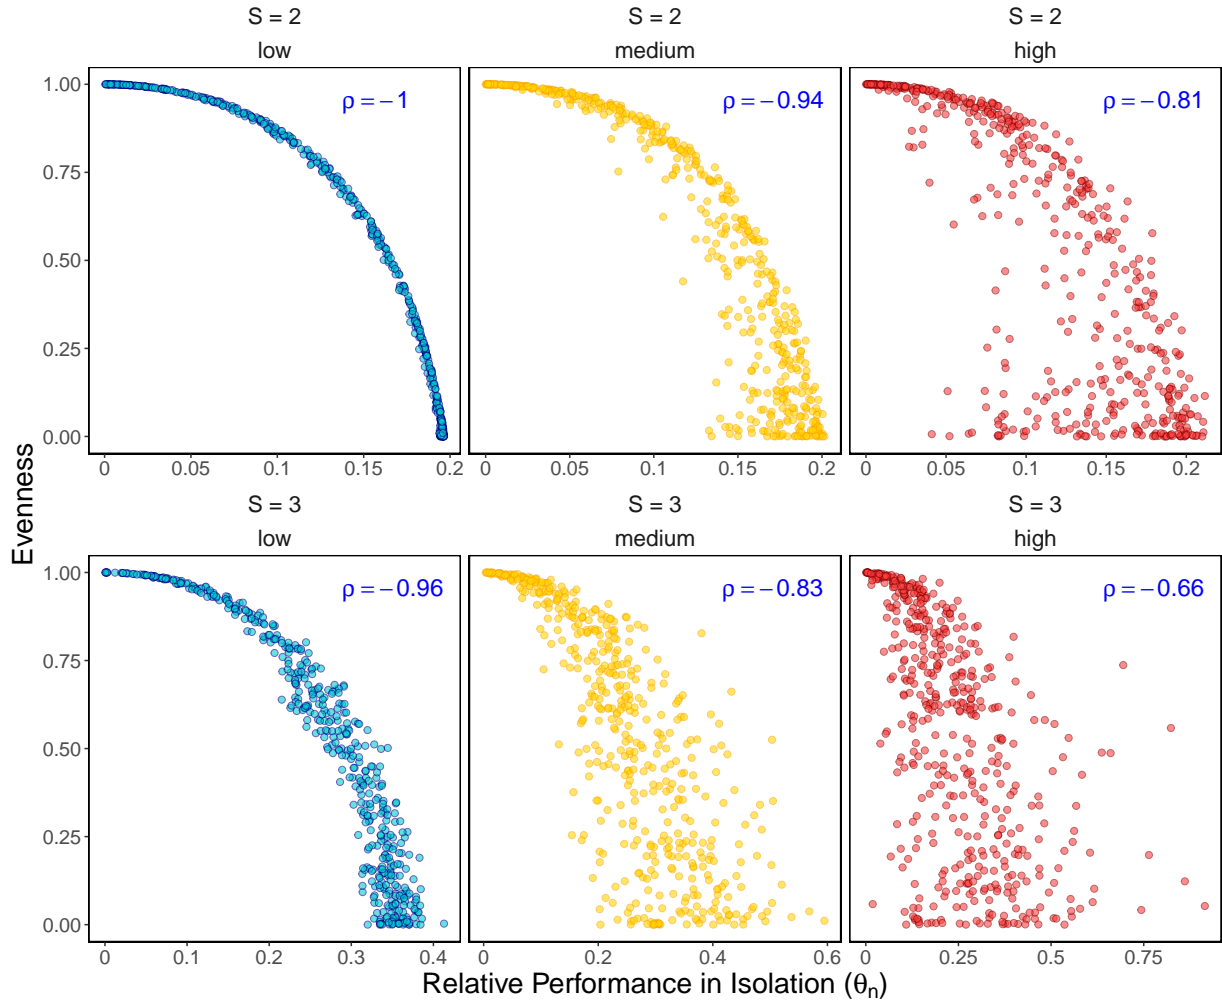 S = 2
low
S = 2
medium
S = 2
high
ρ = −1
ρ = −0.94
ρ = −0.81
1.00
0.75
0.50
0.25
0.00
0 0.05 0.1 0.15 0.2
0 0.05 0.1 0.15 0.2
0 0.05 0.1 0.15 0.2
S = 3
low
S = 3
medium
S = 3
high
ρ = −0.96
ρ = −0.83
ρ = −0.66
1.00
0.75
0.50
0.25
0.00
0 0.1 0.2 0.3 0.4
0 0.2 0.4 0.6
0 0.25 0.5 0.75
Evenness
Relative Performance in Isolation (θn)